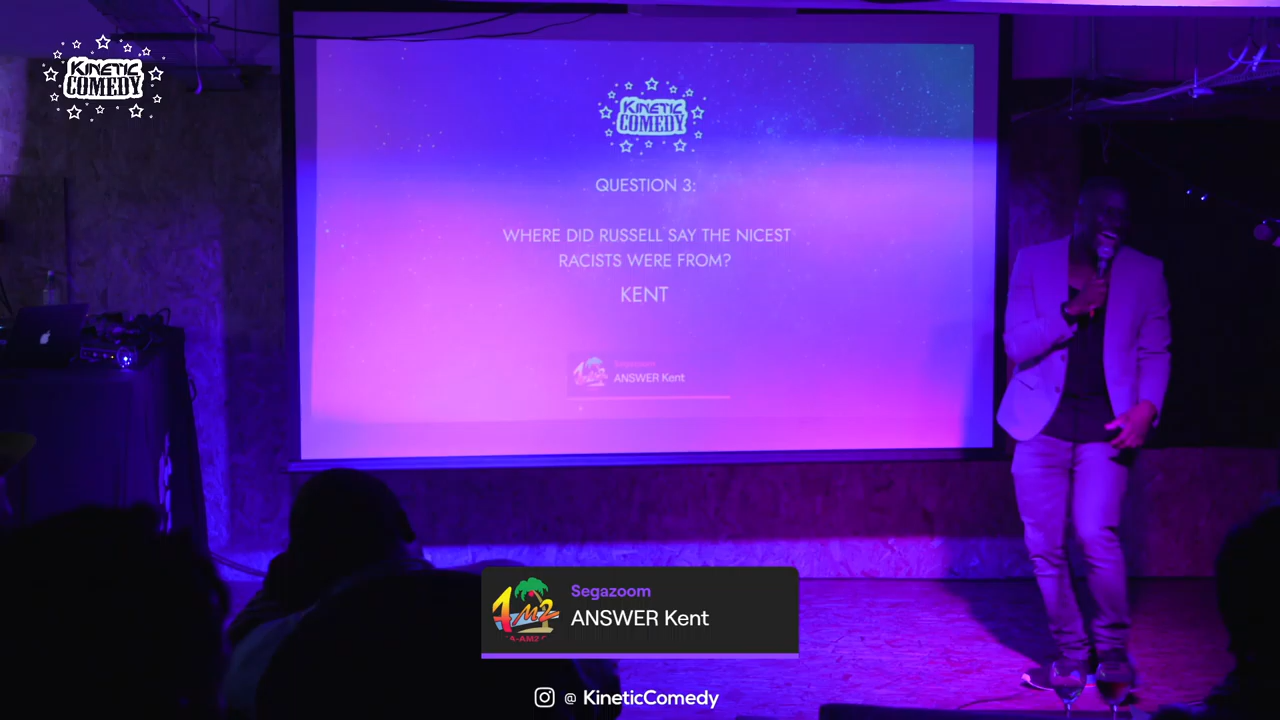 KINETIC
COMEDY
KINETIC
COMEDY
QUESTION 3:
WHERE DID RUSSELL SAY THE NICEST
RACISTS WERE FROM?
KENT
Segazoom
ANSWER Kent
Segazoom
ANSWER Kent
@ KineticComedy